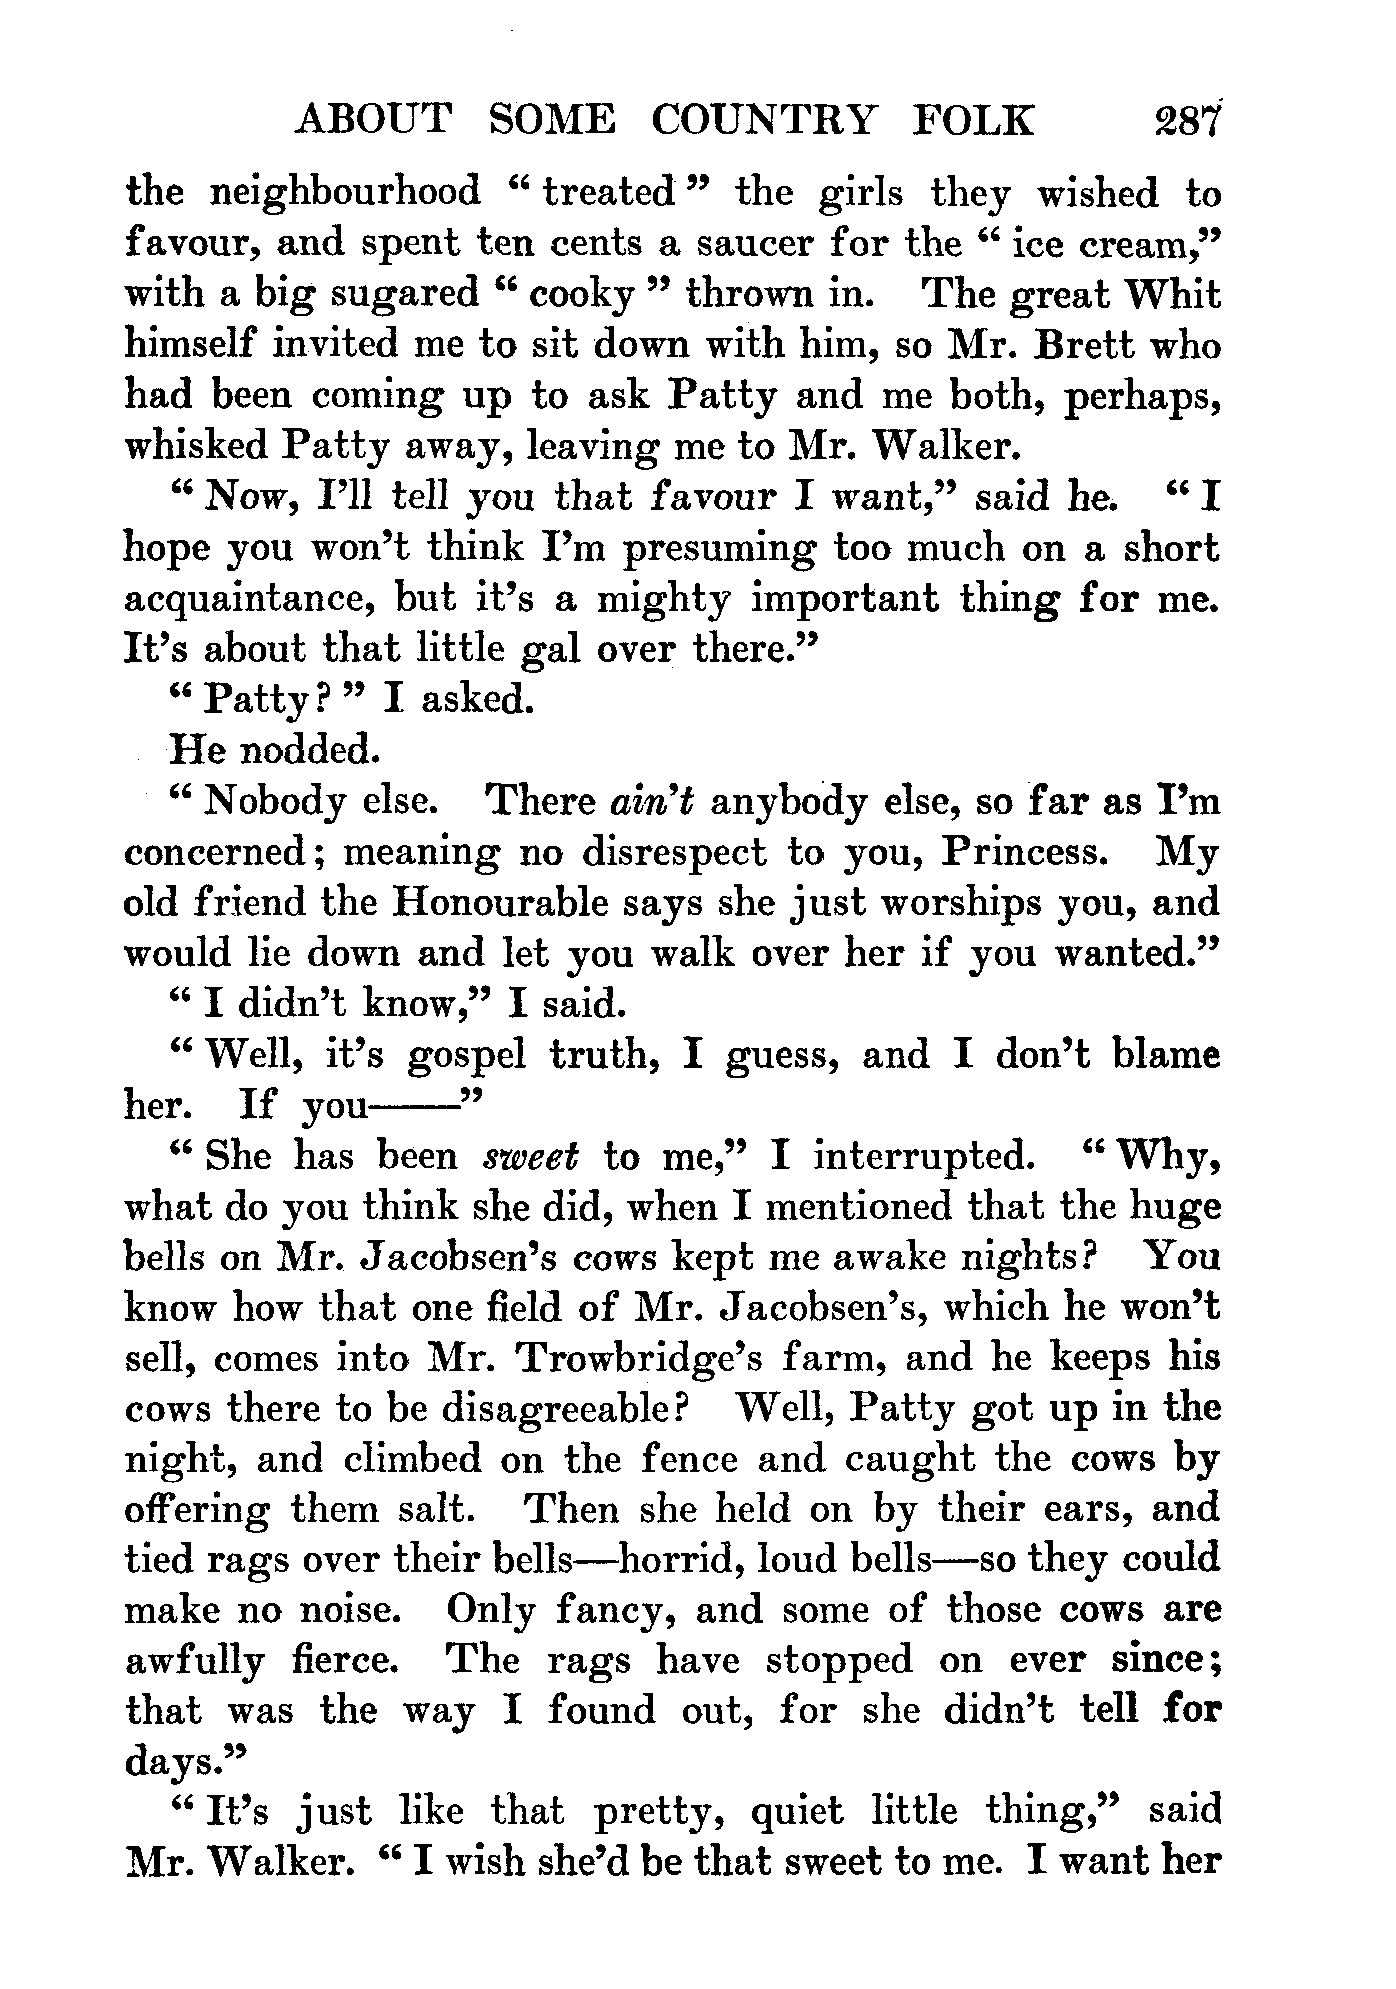 ABOUT SOME COUNTRY FOLK 287
the neighbourhood “ treated ” the girls they wished to
favour, and spent ten cents a saucer for the “ ice cream,”
with a big sugared “ cooky ” thrown in. The great Whit
himself invited me to sit down with him, so Mr. Brett who
had been coming up to ask Patty and me both, perhaps,
whisked Patty away, leaving me to Mr. Walker.
“ Now, I’ll tell you that favour I want,” said he. “ I
hope you won’t think I’m presuming too much on a short
acquaintance, but it’s a mighty important thing for me.
It’s about that little gal over there.”
“ Patty? ” I asked.
He nodded.
“ Nobody else. There ain’t anybody else, so far as I’m
concerned; meaning no disrespect to you, Princess. My
old friend the Honourable says she just worships you, and
would lie down and let you walk over her if you wanted.”
“ I didn’t know,” I said.
“ Well, it’s gospel truth, I guess, and I don’t blame
her. If you——”
“ She has been sweet to me,” I interrupted. “ Why,
what do you think she did, when I mentioned that the huge
bells on Mr. Jacobsen’s cows kept me awake nights? You
know how that one field of Mr. Jacobsen’s, which he won’t
sell, comes into Mr. Trowbridge’s farm, and he keeps his
cows there to be disagreeable? Well, Patty got up in the
night, and climbed on the fence and caught the cows by
offering them salt. Then she held on by their ears, and
tied rags over their bells—horrid, loud bells—so they could
make no noise. Only fancy, and some of those cows are
awfully fierce. The rags have stopped on ever since;
that was the way I found out, for she didn’t tell for
days.”
“ It’s just like that pretty, quiet little thing,” said
Mr. Walker. “ I wish she’d be that sweet to me. I want her